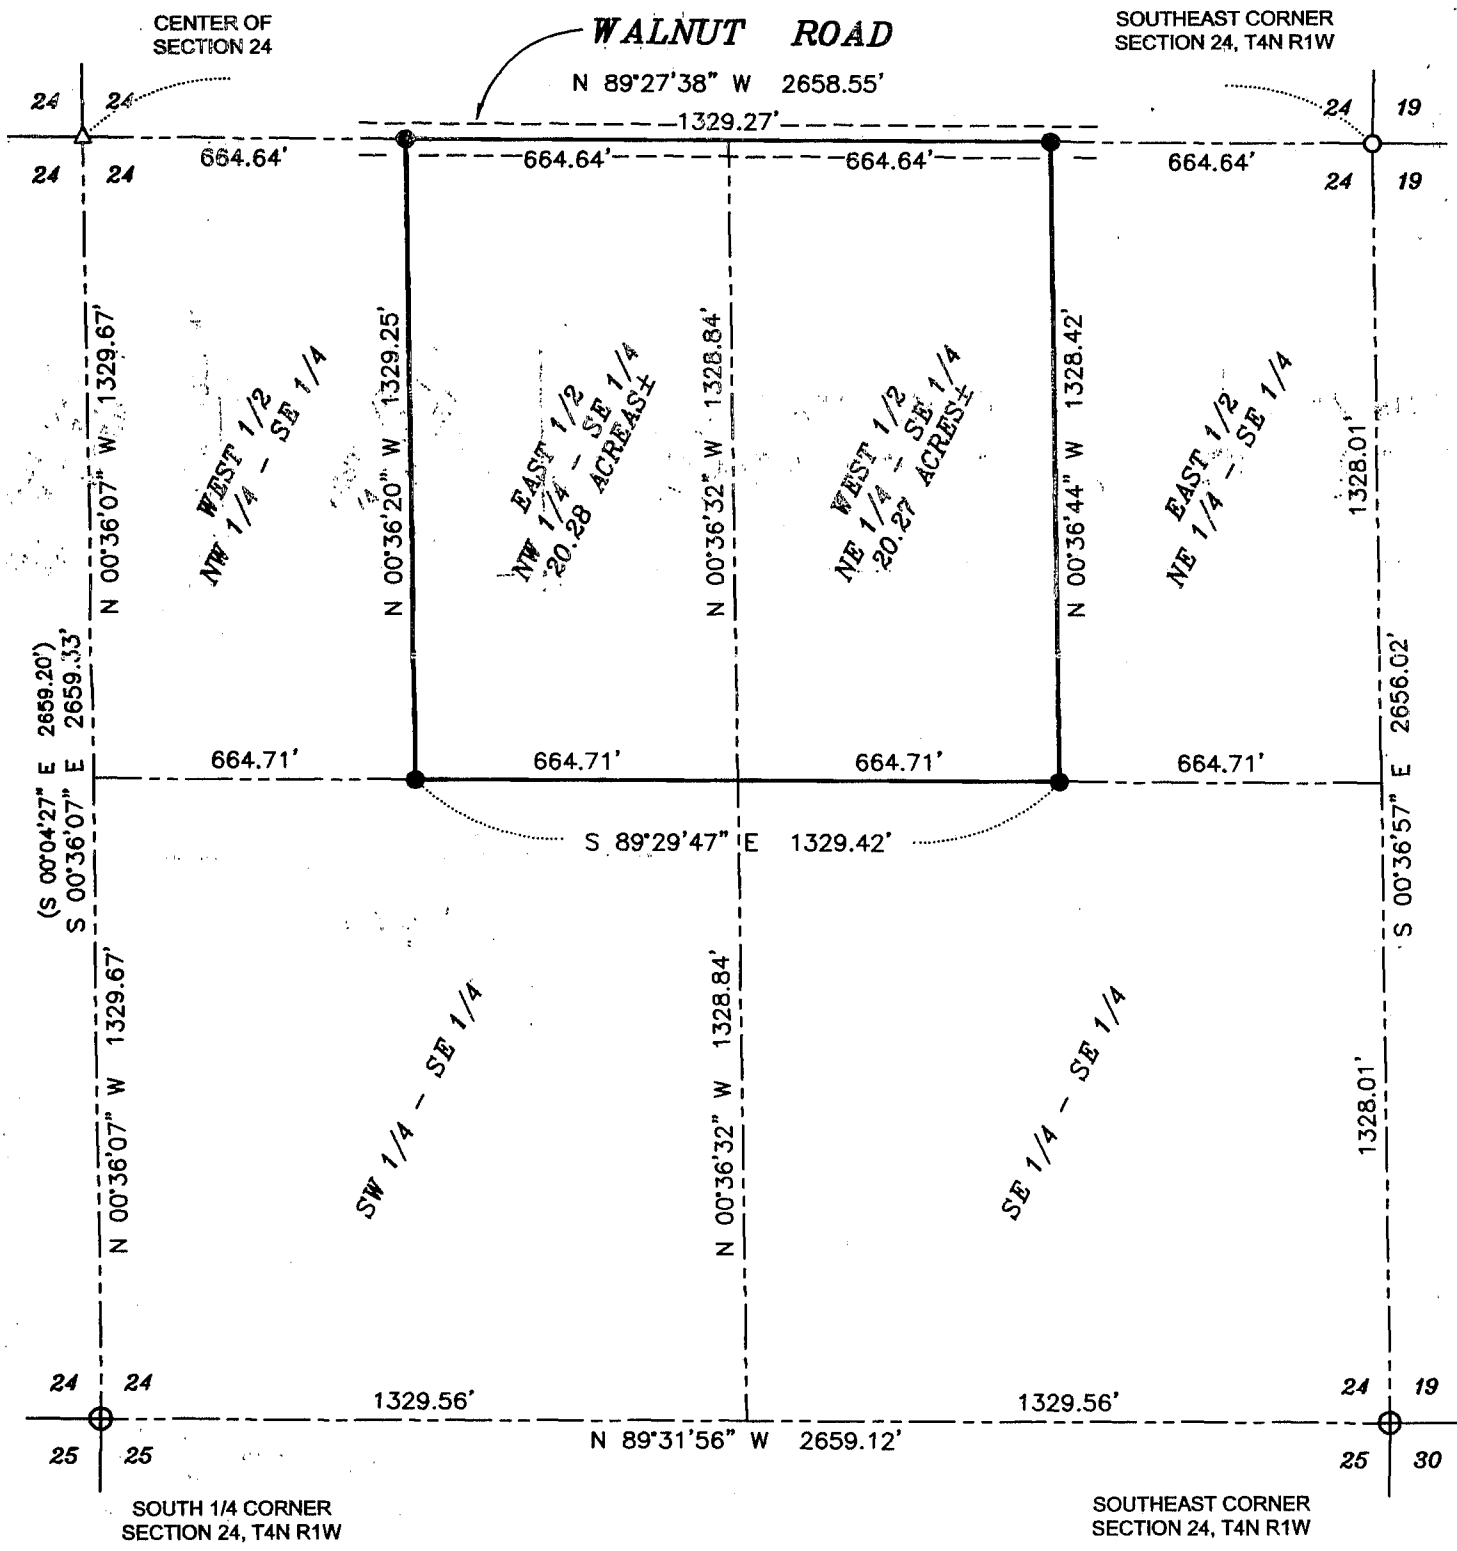 CENTER OF
SECTION 24
WALNUT ROAD
SOUTHEAST CORNER
SECTION 24, T4N R1W
N 89°27'38" W 2658.55'
24 24
24 19
1329.27'
664.64'
664.64'
664.64'
664.64'
24 24
24 19
N 00°36'07" W 1329.67'
WEST 1/2
NW 1/4 - SE 1/4
N 00°36'20" W 1329.25'
EAST 1/2
NW 1/4 - SE 1/4
20.28 ACREAS±
N 00°36'32" W 1328.84'
WEST 1/2
NE 1/4 - SE 1/4
20.27 ACRES±
N 00°36'44" W 1328.42'
EAST 1/2
NE 1/4 - SE 1/4
1328.01'
(S 00°04'27" E 2659.20')
S 00°36'07" E 2659.33'
S 00°36'57" E 2656.02'
664.71'
664.71'
664.71'
664.71'
S 89°29'47" E 1329.42'
N 00°36'07" W 1329.67'
SW 1/4 - SE 1/4
N 00°36'32" W 1328.84'
SE 1/4 - SE 1/4
1328.01'
24 24
1329.56'
1329.56'
24 19
N 89°31'56" W 2659.12'
25 25
25 30
SOUTH 1/4 CORNER
SECTION 24, T4N R1W
SOUTHEAST CORNER
SECTION 24, T4N R1W